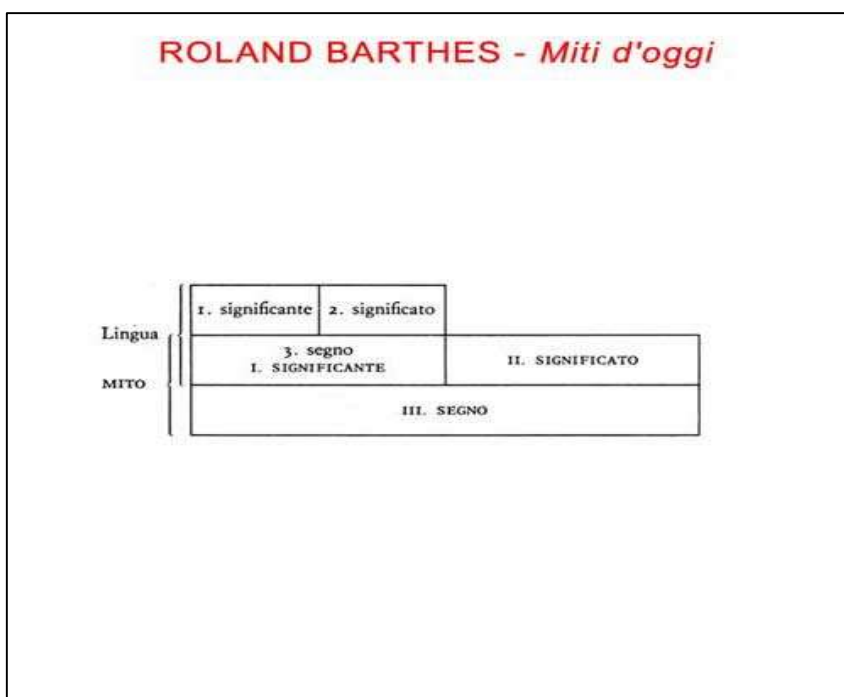 ROLAND BARTHES - Miti d'oggi
Lingua
MITO
1. significante
2. significato
3. segno
I. SIGNIFICANTE
II. SIGNIFICATO
III. SEGNO